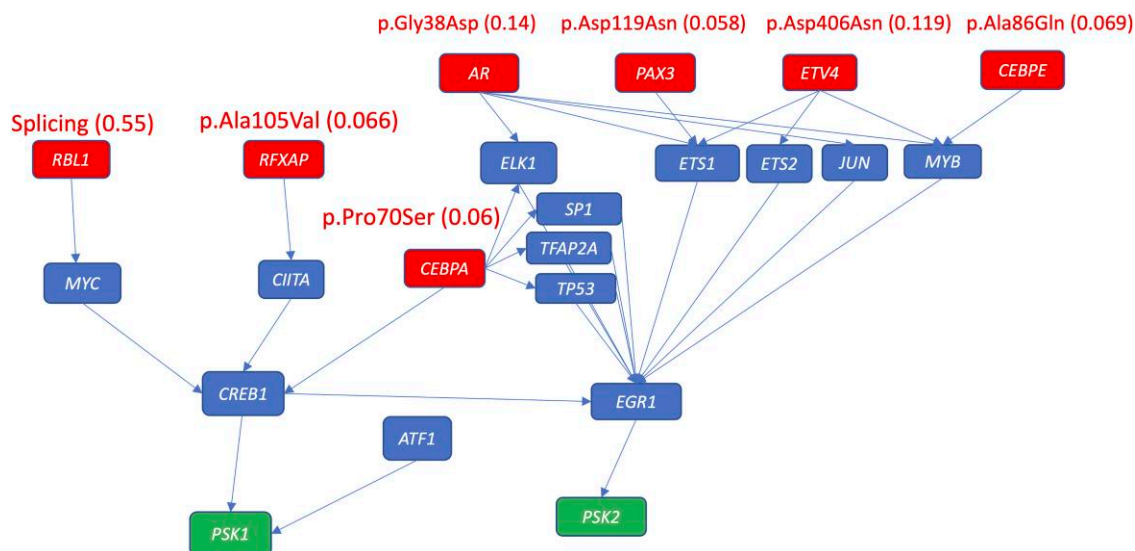 p.Gly38Asp (0.14) p.Asp119Asn (0.058) p.Asp406Asn (0.119) p.Ala86Gln (0.069)
AR PAX3 ETV4 CEBPE
Splicing (0.55) p.Ala105Val (0.066)
RBL1 RFXAP ELK1 ETS1 ETS2 JUN MYB
p.Pro70Ser (0.06) SP1
TFAP2A
MYC CIITA CEBPA TP53
CREB1 EGR1
ATF1
PSK1 PSK2